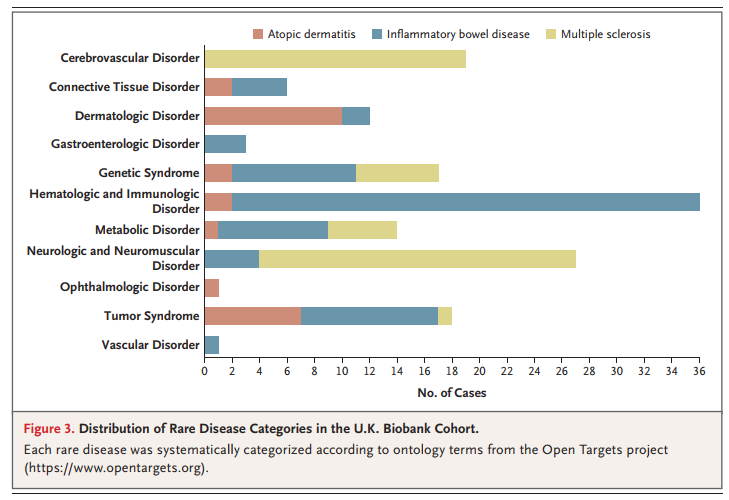 Atopic dermatitis Inflammatory bowel disease Multiple sclerosis
Cerebrovascular Disorder
Connective Tissue Disorder
Dermatologic Disorder
Gastroenterologic Disorder
Genetic Syndrome
Hematologic and Immunologic
Disorder
Metabolic Disorder
Neurologic and Neuromuscular
Disorder
Ophthalmologic Disorder
Tumor Syndrome
Vascular Disorder
0 2 4 6 8 10 12 14 16 18 20 22 24 26 28 30 32 34 36
No. of Cases
Figure 3. Distribution of Rare Disease Categories in the U.K. Biobank Cohort.
Each rare disease was systematically categorized according to ontology terms from the Open Targets project
(https://www.opentargets.org).